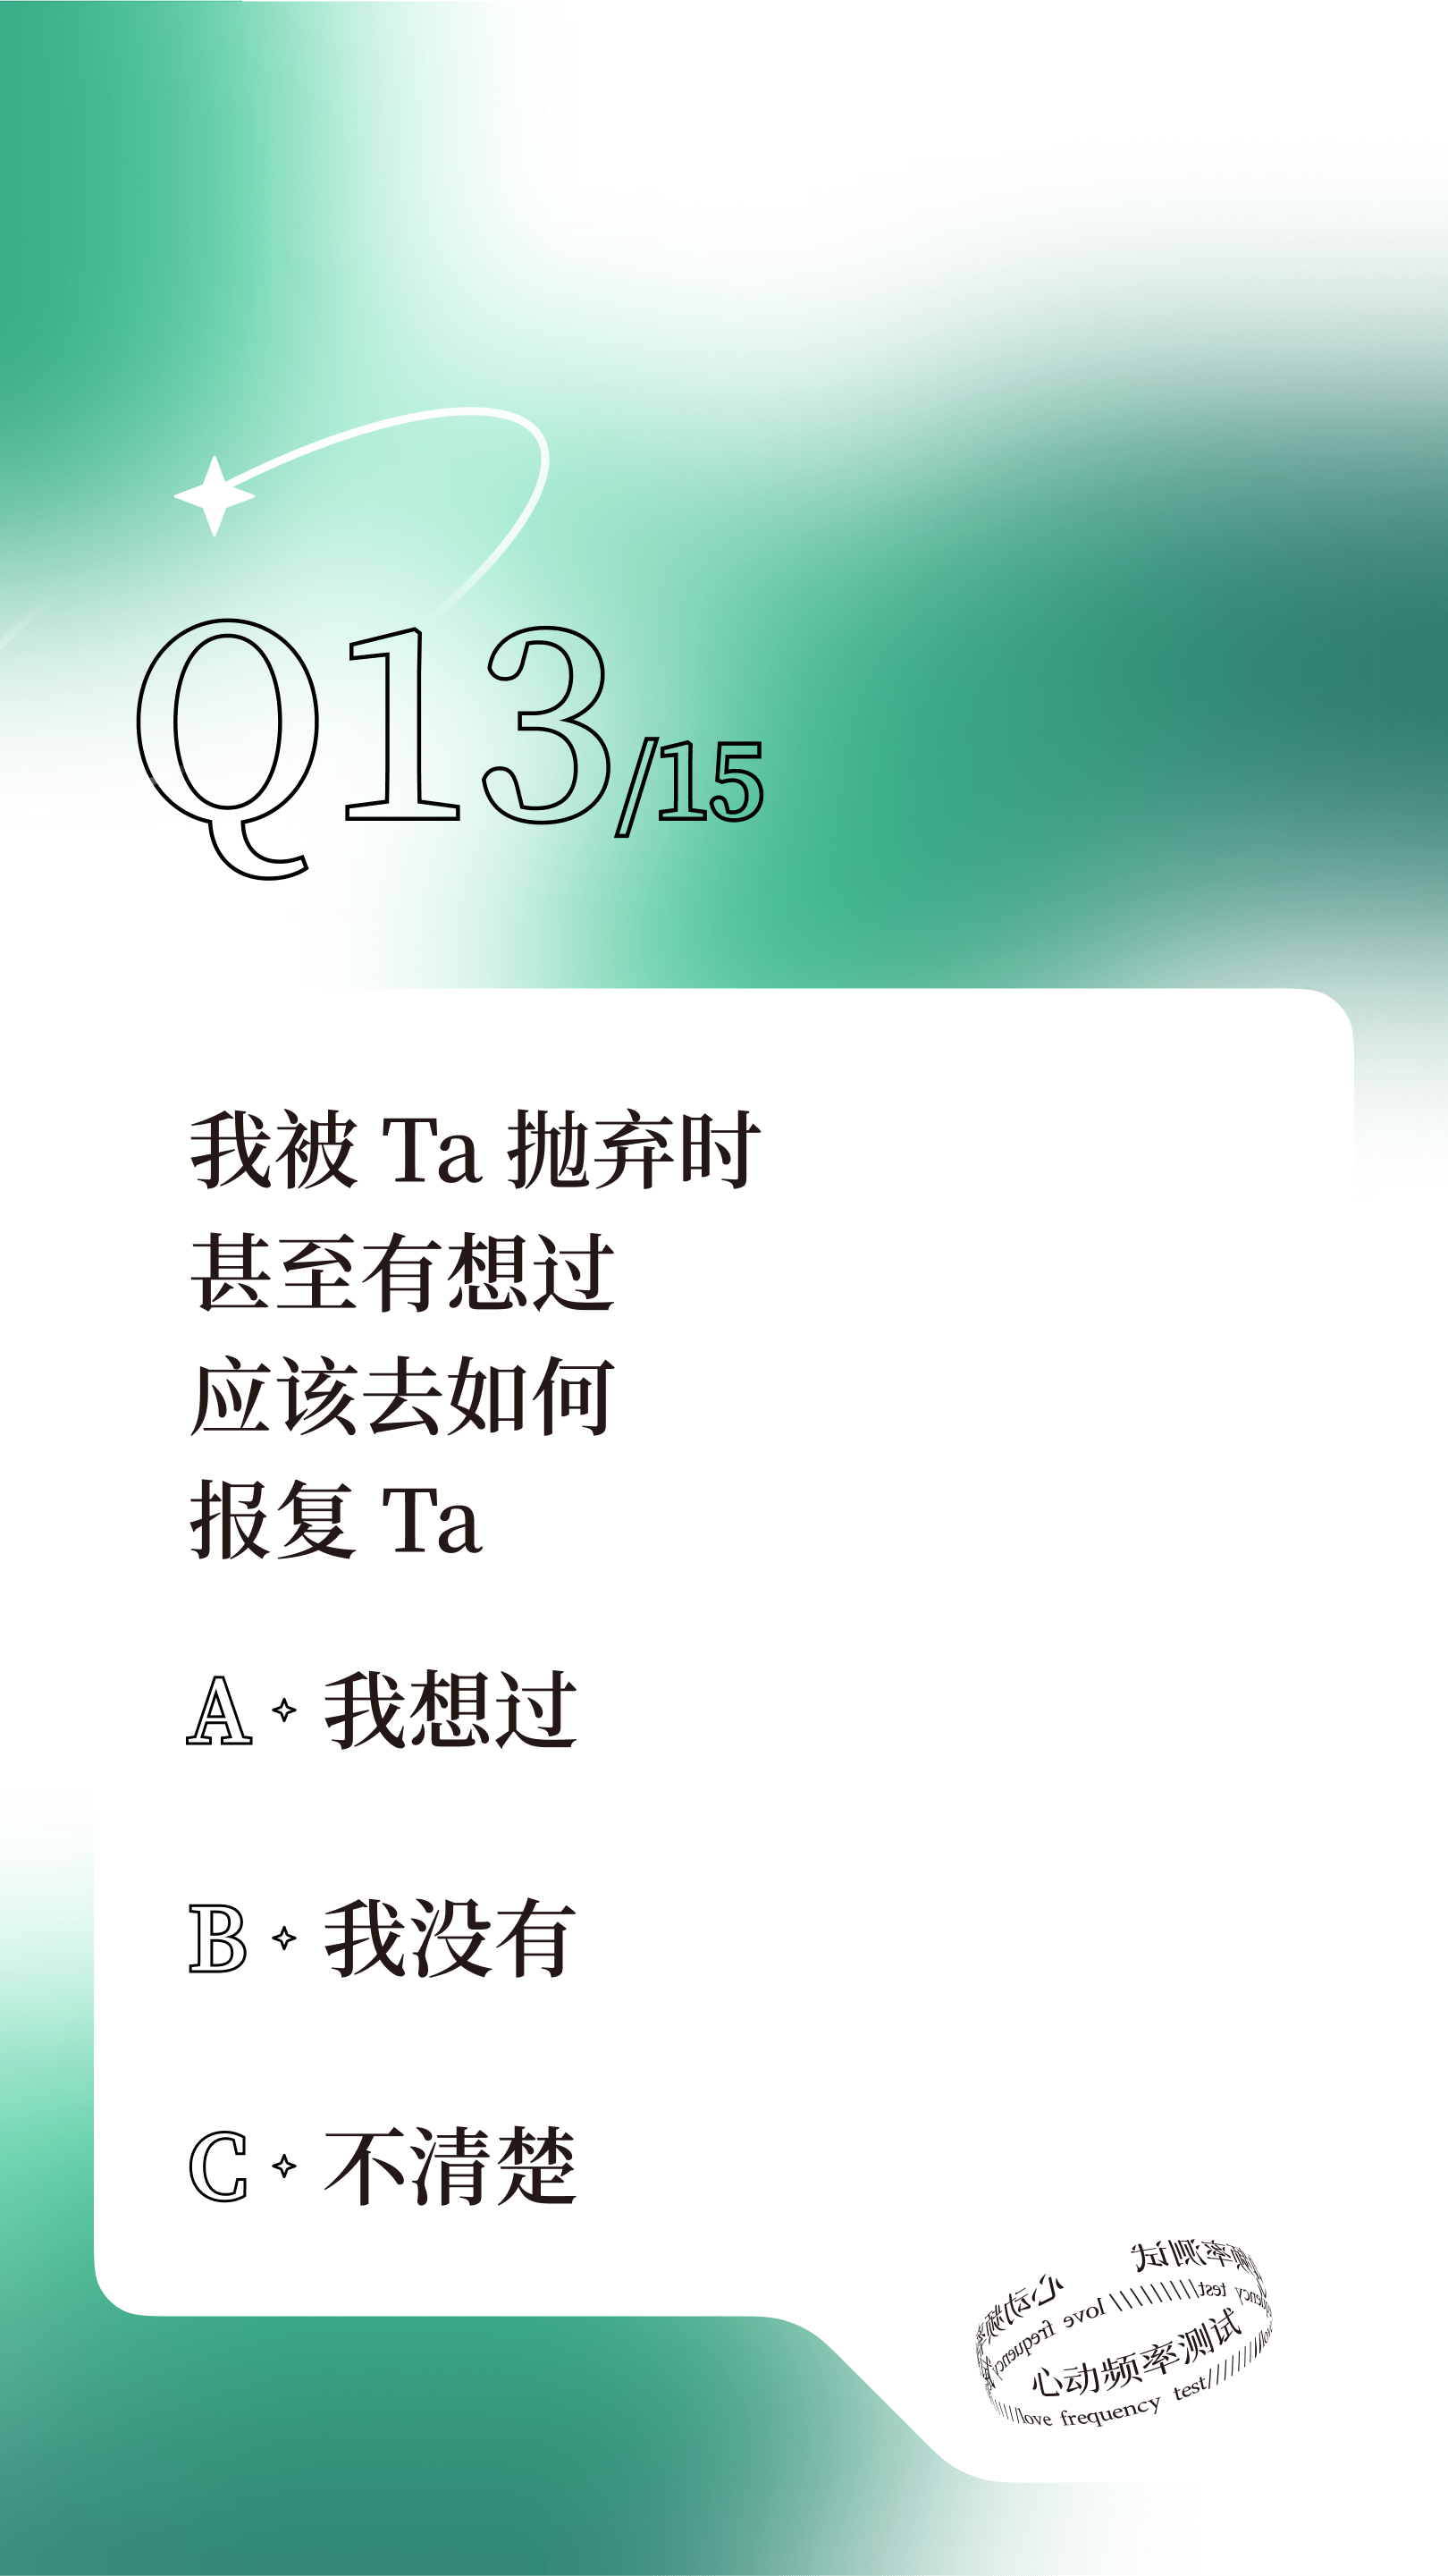 Q13/15
我被 Ta 抛弃时
甚至有想过
应该去如何
报复 Ta
A 我想过
B 我没有
C 不清楚
心动频率测试
love frequency test
心动频率测试
love frequency test